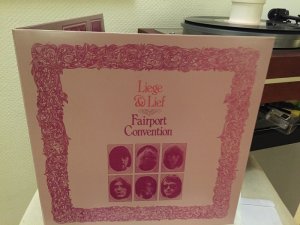 Liege
& Lief
Fairport
Convention